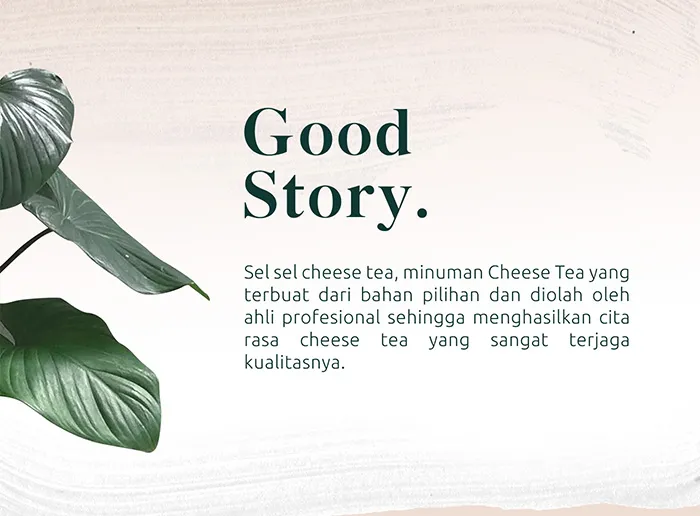 Good
Story.
Sel sel cheese tea, minuman Cheese Tea yang
terbuat dari bahan pilihan dan diolah oleh
ahli profesional sehingga menghasilkan cita
rasa cheese tea yang sangat terjaga
kualitasnya.